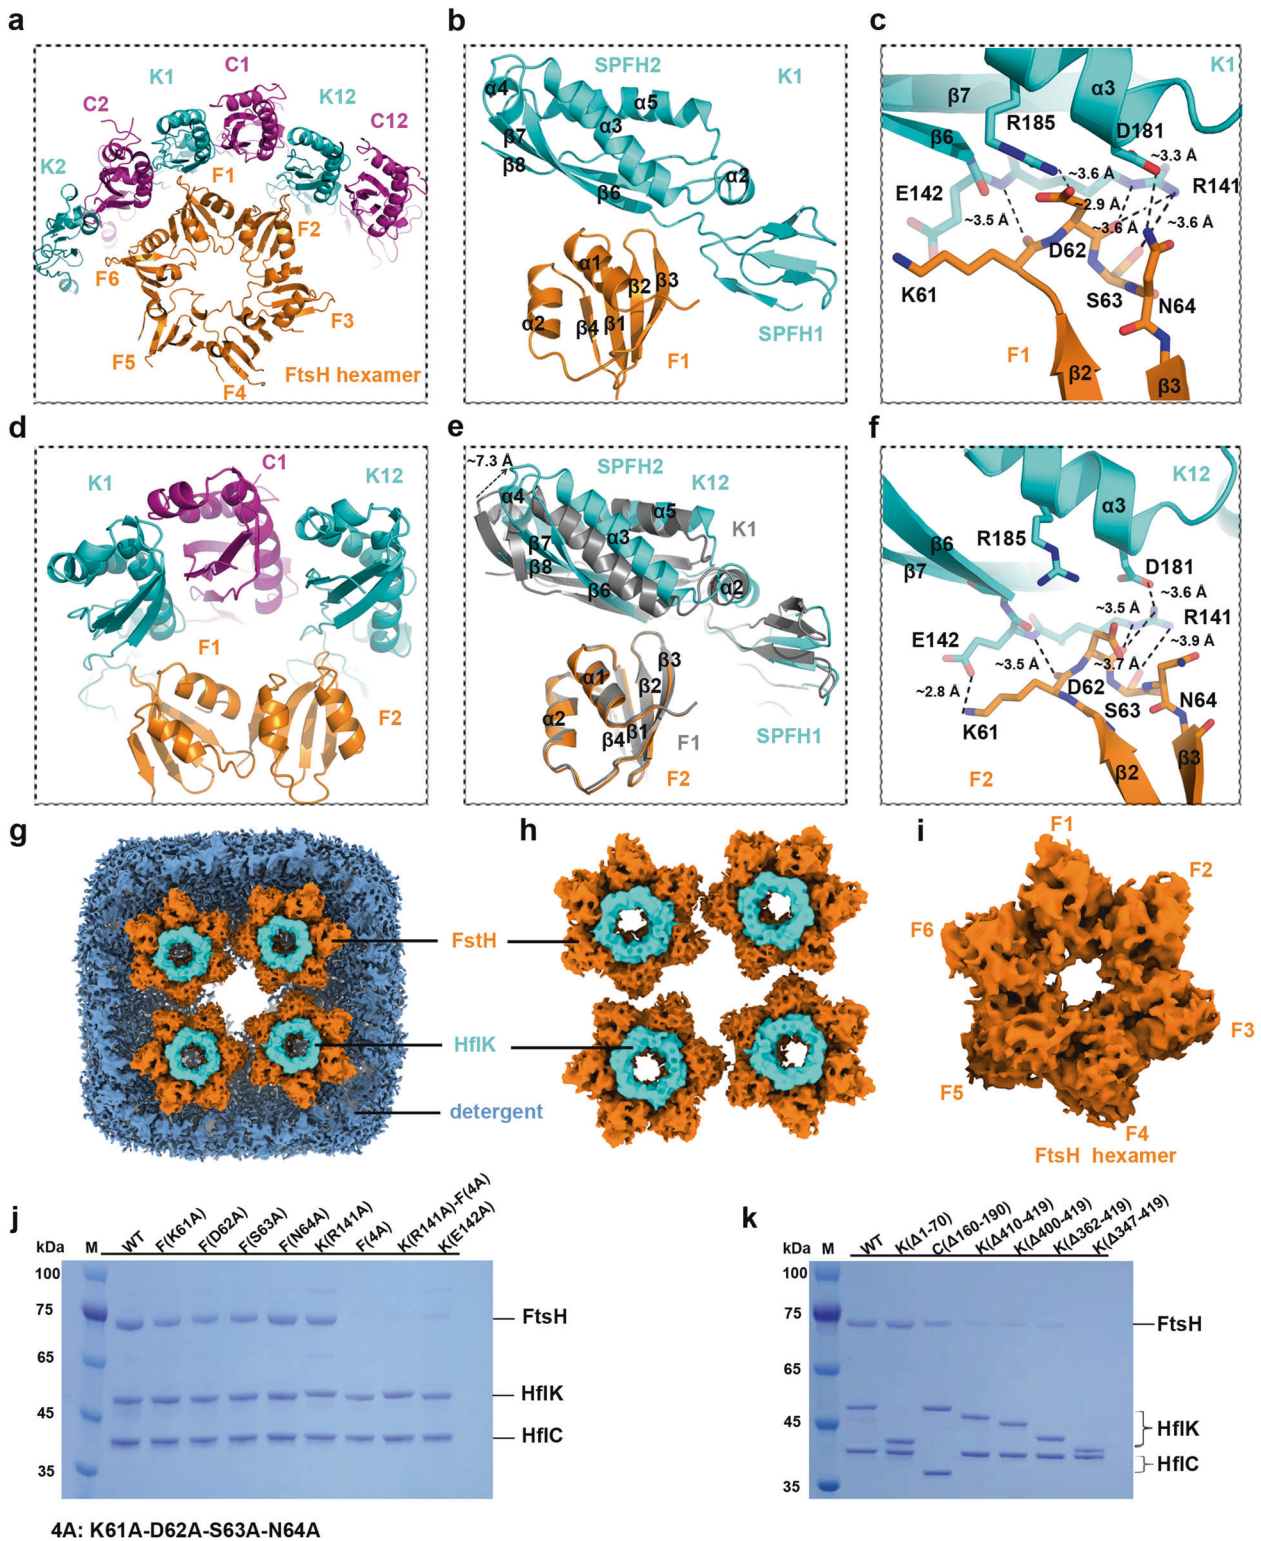 a
K1
C1
K12
C2
C12
K2
F1
F2
F6
F3
F5
F4
FtsH hexamer
b
SPFH2
K1
α4
α5
α3
β7
β8
α2
β6
α1
β3
β2
α2
β4
β1
F1
SPFH1
c
K1
β7
α3
R185
D181
β6
~3.3 Å
~3.6 Å
E142
R141
~2.9 Å
~3.5 Å
~3.6 Å
~3.6 Å
D62
K61
S63
N64
F1
β2
β3
d
C1
K1
K12
F1
F2
e
~7.3 Å
SPFH2
K12
α4
α5
K1
α3
β7
β8
α2
β6
β3
α1
β2
α2
β1
β4
F1
SPFH1
F2
f
K12
α3
β6
R185
D181
β7
~3.6 Å
~3.5 Å
R141
E142
~3.9 Å
~3.5 Å
~3.7 Å
~2.8 Å
D62
N64
S63
K61
β3
β2
F2
g
h
FstH
HflK
detergent
i
F1
F2
F6
F3
F5
F4
FtsH hexamer
j
kDa
M
WT
F(K61A)
F(D62A)
F(S63A)
F(N64A)
K(R141A)
F(4A)
K(R141A)-F(4A)
K(E142A)
100
75
65
45
35
FtsH
HflK
HflC
4A: K61A-D62A-S63A-N64A
k
kDa
M
WT
K(Δ1-70)
C(Δ160-190)
K(Δ410-419)
K(Δ400-419)
K(Δ362-419)
K(Δ347-419)
100
75
65
45
35
FtsH
HflK
HflC